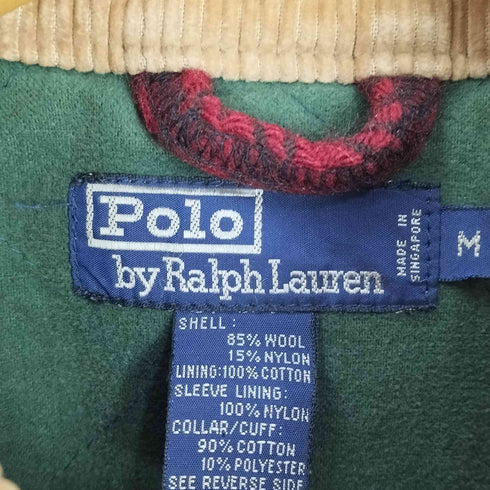 Polo
by Ralph Lauren
MADE IN
SINGAPORE
M
SHELL:
85% WOOL
15% NYLON
LINING: 100% COTTON
SLEEVE LINING:
100% NYLON
COLLAR/CUFF:
90% COTTON
10% POLYESTER
SEE REVERSE SIDE